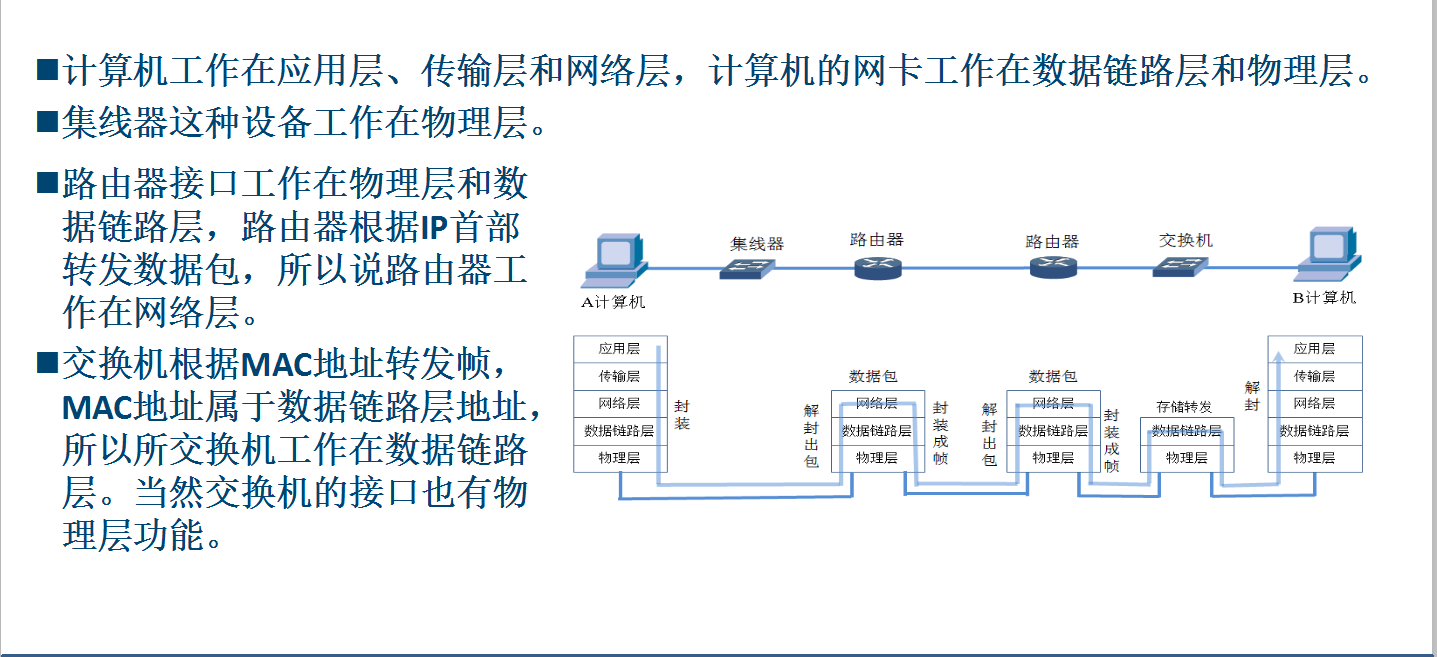 ■计算机工作在应用层、传输层和网络层，计算机的网卡工作在数据链路层和物理层。
■集线器这种设备工作在物理层。
■路由器接口工作在物理层和数
据链路层，路由器根据IP首部
转发数据包，所以说路由器工
作在网络层。
■交换机根据MAC地址转发帧，
MAC地址属于数据链路层地址，
所以所交换机工作在数据链路
层。当然交换机的接口也有物
理层功能。
集线器
路由器
路由器
交换机
A计算机
B计算机
应用层
传输层
网络层
数据链路层
物理层
封装
解封出包
数据包
网络层
数据链路层
物理层
封装成帧
解封出包
数据包
网络层
数据链路层
物理层
封装成帧
存储转发
数据链路层
物理层
解封
应用层
传输层
网络层
数据链路层
物理层